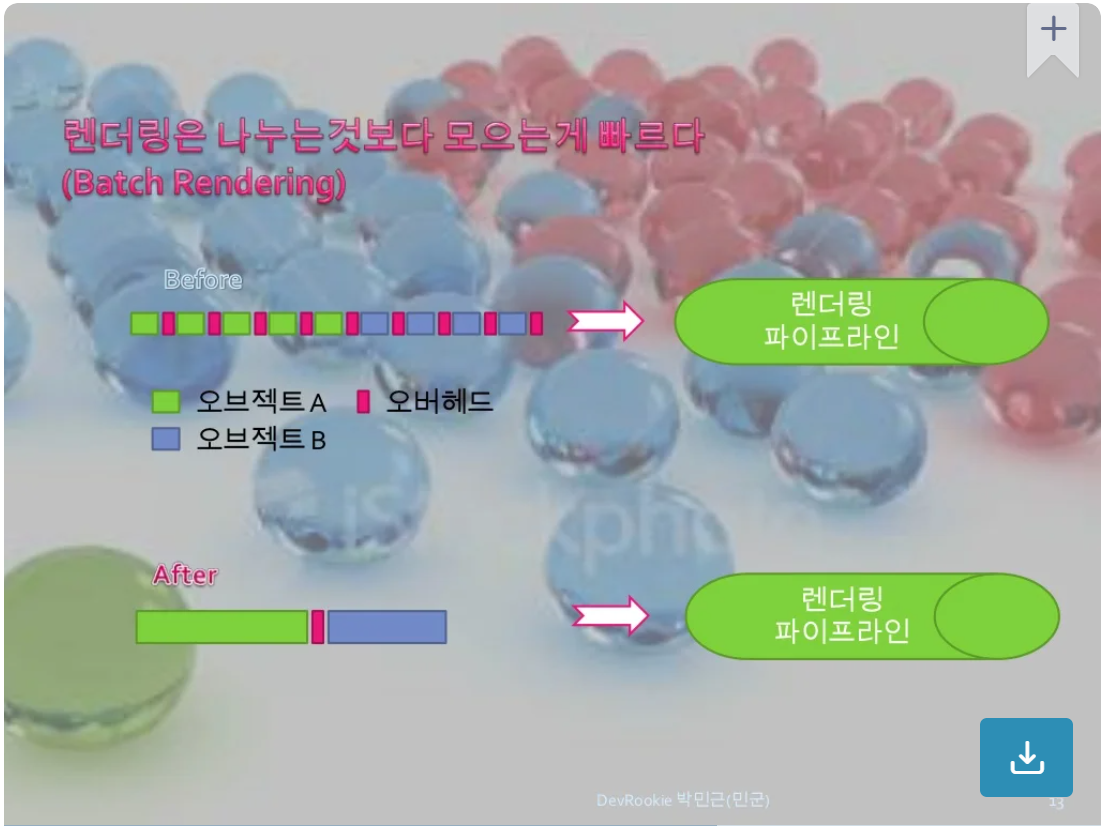 렌더링은 나누는것보다 모으는게 빠르다
(Batch Rendering)
Before
렌더링
파이프라인
오브젝트 A 오버헤드
오브젝트 B
After
렌더링
파이프라인
DevRookie 박민근(민군)
13